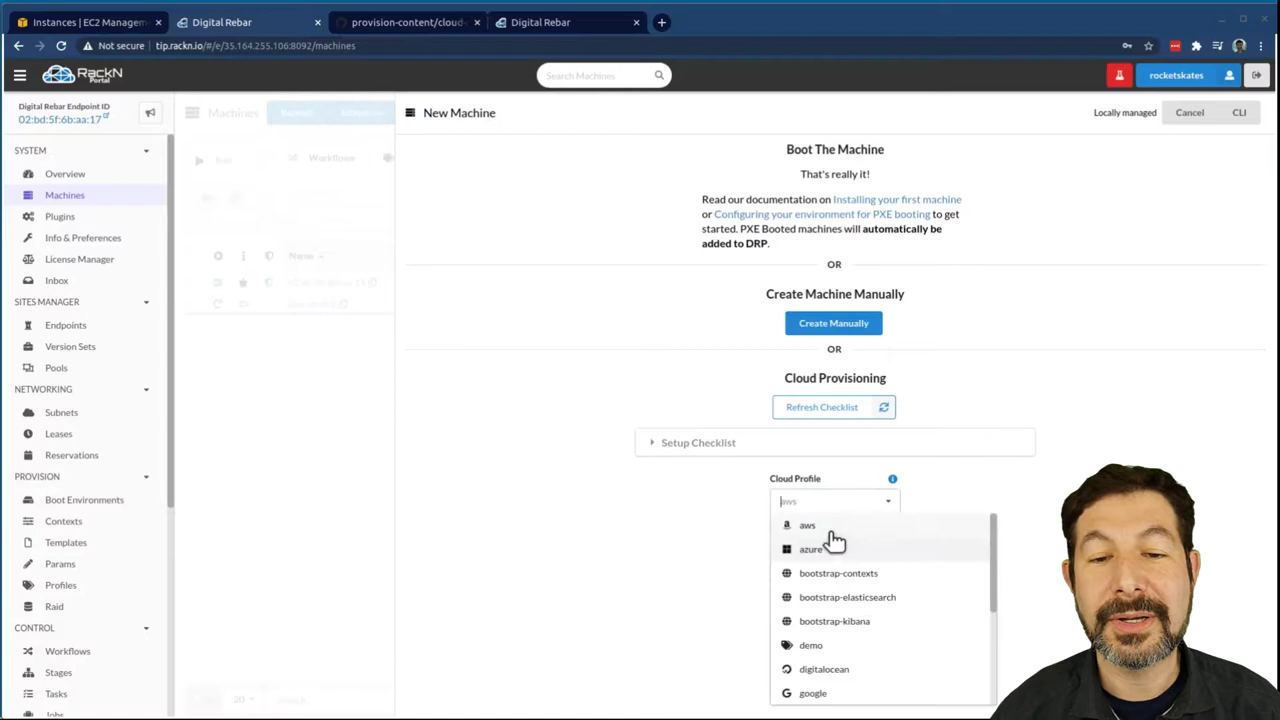 Instances | EC2 Managem
Digital Rebar
provision-content/cloud-
Digital Rebar
Not secure
tip.rackn.io/#/e/35.164.255.106:8092/machines
RackN
Portal
Search Machines
rocketskates
Digital Rebar Endpoint ID
02:bd:5f:6b:aa:17
Machines
New Machine
Locally managed
Cancel
CLI
SYSTEM
Overview
Machines
Plugins
Info & Preferences
License Manager
Inbox
SITES MANAGER
Endpoints
Version Sets
Pools
NETWORKING
Subnets
Leases
Reservations
PROVISION
Boot Environments
Contexts
Templates
Params
Profiles
Raid
CONTROL
Workflows
Stages
Tasks
Jobs
Workflows
Name
20
Boot The Machine
That's really it!
Read our documentation on Installing your first machine
or Configuring your environment for PXE booting to get
started. PXE Booted machines will automatically be
added to DRP.
OR
Create Machine Manually
Create Manually
OR
Cloud Provisioning
Refresh Checklist
Setup Checklist
Cloud Profile
aws
aws
azure
bootstrap-contexts
bootstrap-elasticsearch
bootstrap-kibana
demo
digitalocean
google